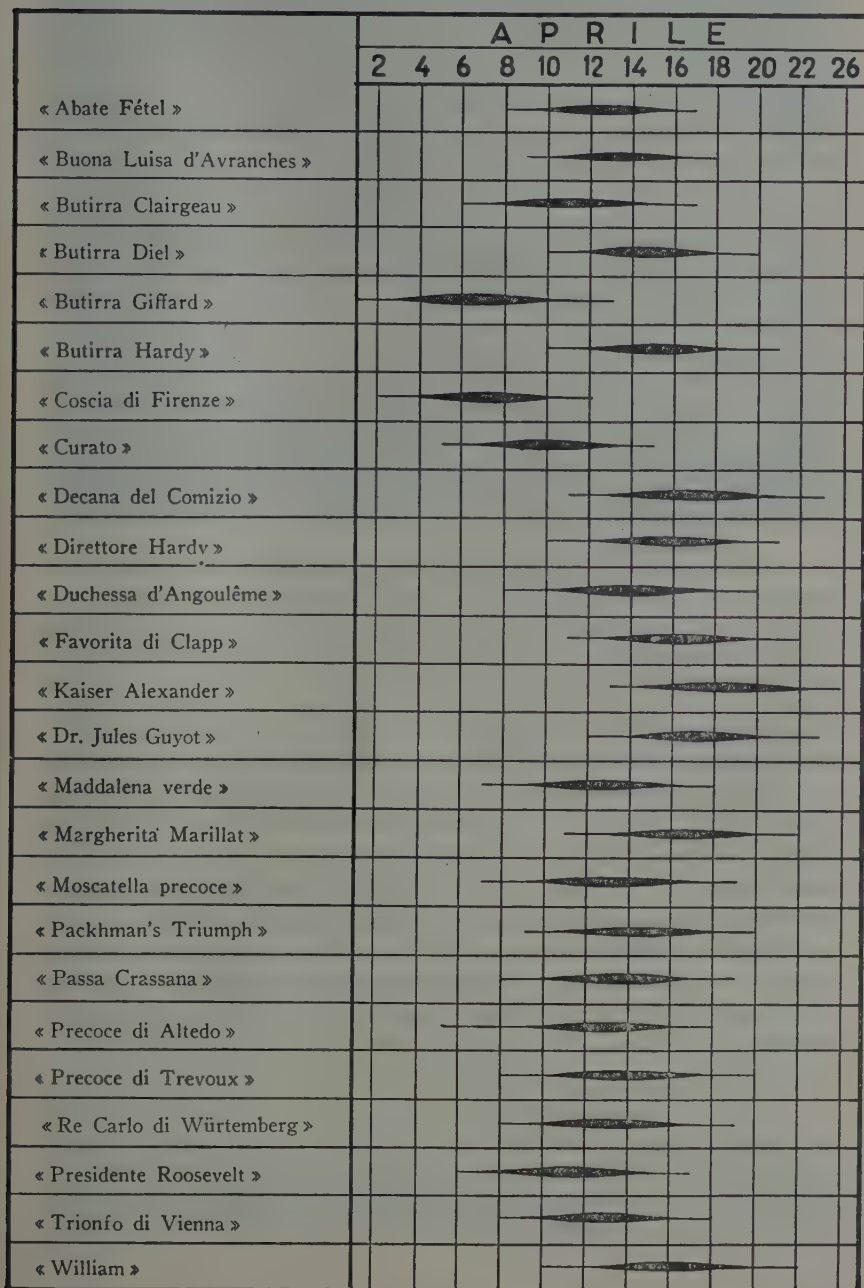 A P R I L E
2 4 6 8 10 12 14 16 18 20 22 26
« Abate Fétel »
« Buona Luisa d'Avranches »
« Butirra Clairgeau »
« Butirra Diel »
« Butirra Giffard »
« Butirra Hardy »
« Coscia di Firenze »
« Curato »
« Decana del Comizio »
« Direttore Hardy »
« Duchessa d'Angoulême »
« Favorita di Clapp »
« Kaiser Alexander »
« Dr. Jules Guyot »
« Maddalena verde »
« Margherita Marillat »
« Moscatella precoce »
« Packhman's Triumph »
« Passa Crassana »
« Precoce di Altedo »
« Precoce di Trevoux »
« Re Carlo di Würtemberg »
« Presidente Roosevelt »
« Trionfo di Vienna »
« William »